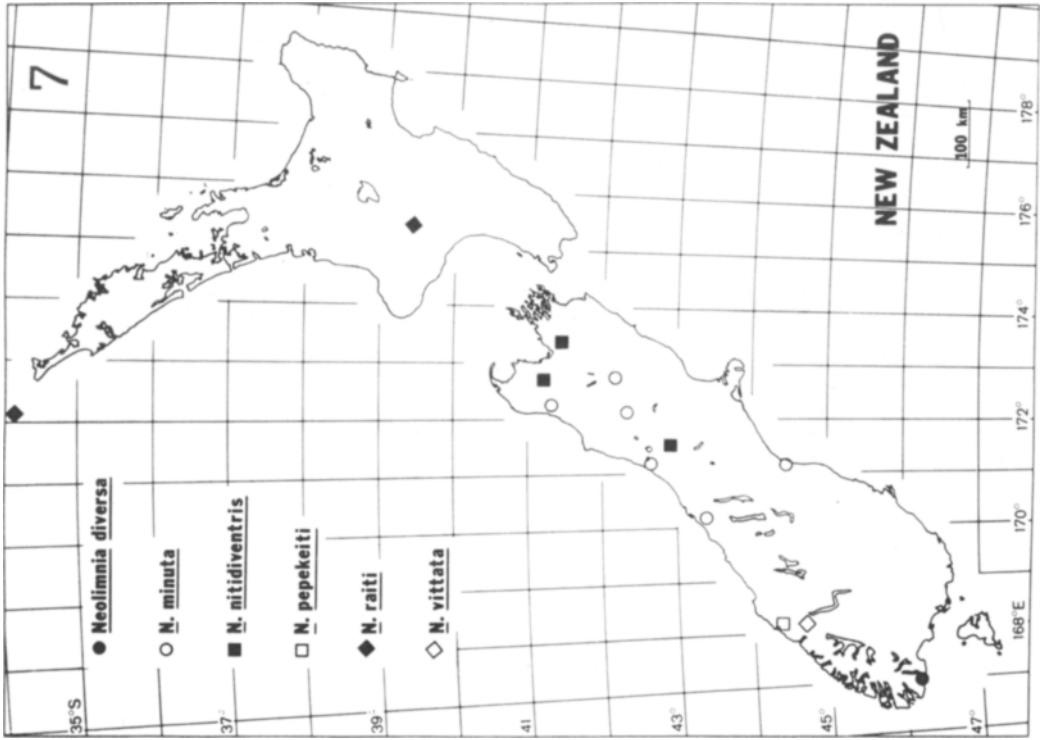 7
Neolimnia diversa
N. minuta
N. nitidiventris
N. pepekeiti
N. raiti
N. vittata
NEW ZEALAND
100 km
35°S
37°
39°
41°
43°
45°
47°
168°E
170°
172°
174°
176°
178°